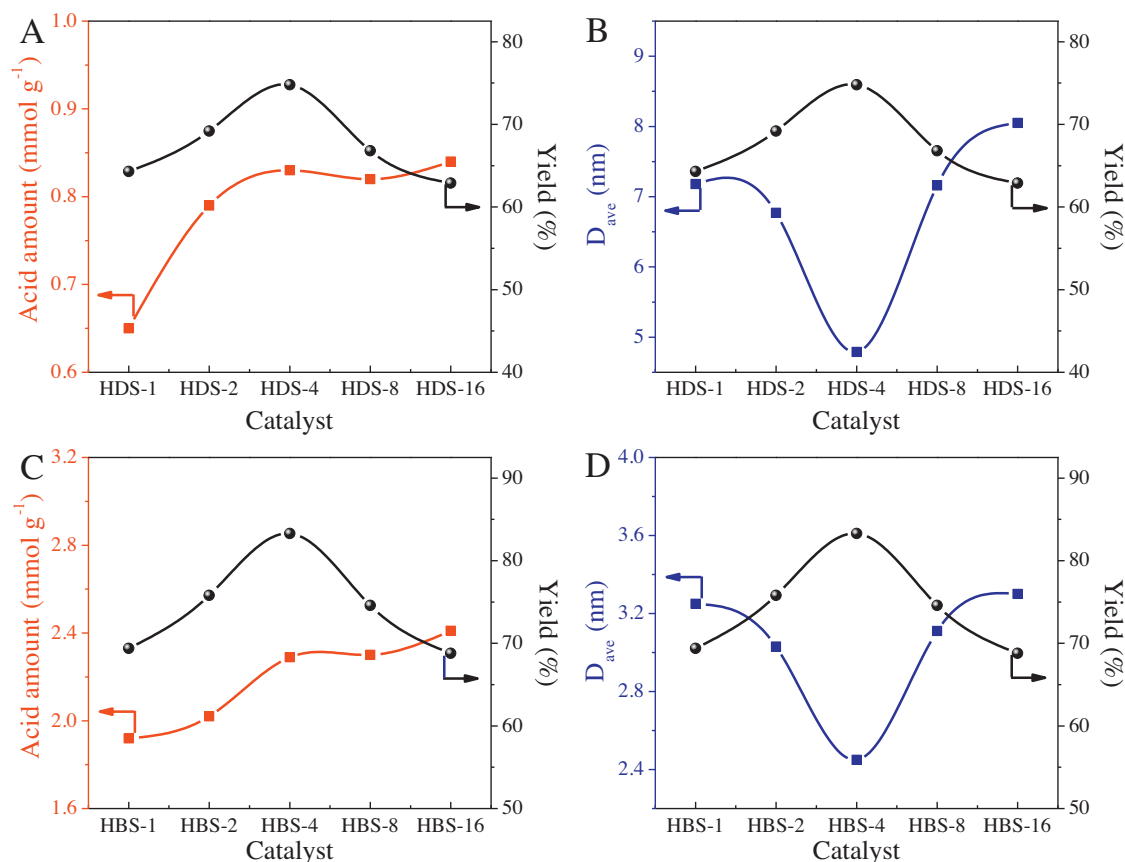 A
Acid amount (mmol g⁻¹)
1.0
0.9
0.8
0.7
0.6
80
70
60
50
40
Yield (%)
HDS-1 HDS-2 HDS-4 HDS-8 HDS-16
Catalyst
B
D_ave (nm)
9
8
7
6
5
80
70
60
50
40
Yield (%)
HDS-1 HDS-2 HDS-4 HDS-8 HDS-16
Catalyst
C
Acid amount (mmol g⁻¹)
3.2
2.8
2.4
2.0
1.6
90
80
70
60
50
Yield (%)
HBS-1 HBS-2 HBS-4 HBS-8 HBS-16
Catalyst
D
D_ave (nm)
4.0
3.6
3.2
2.8
2.4
90
80
70
60
50
Yield (%)
HBS-1 HBS-2 HBS-4 HBS-8 HBS-16
Catalyst